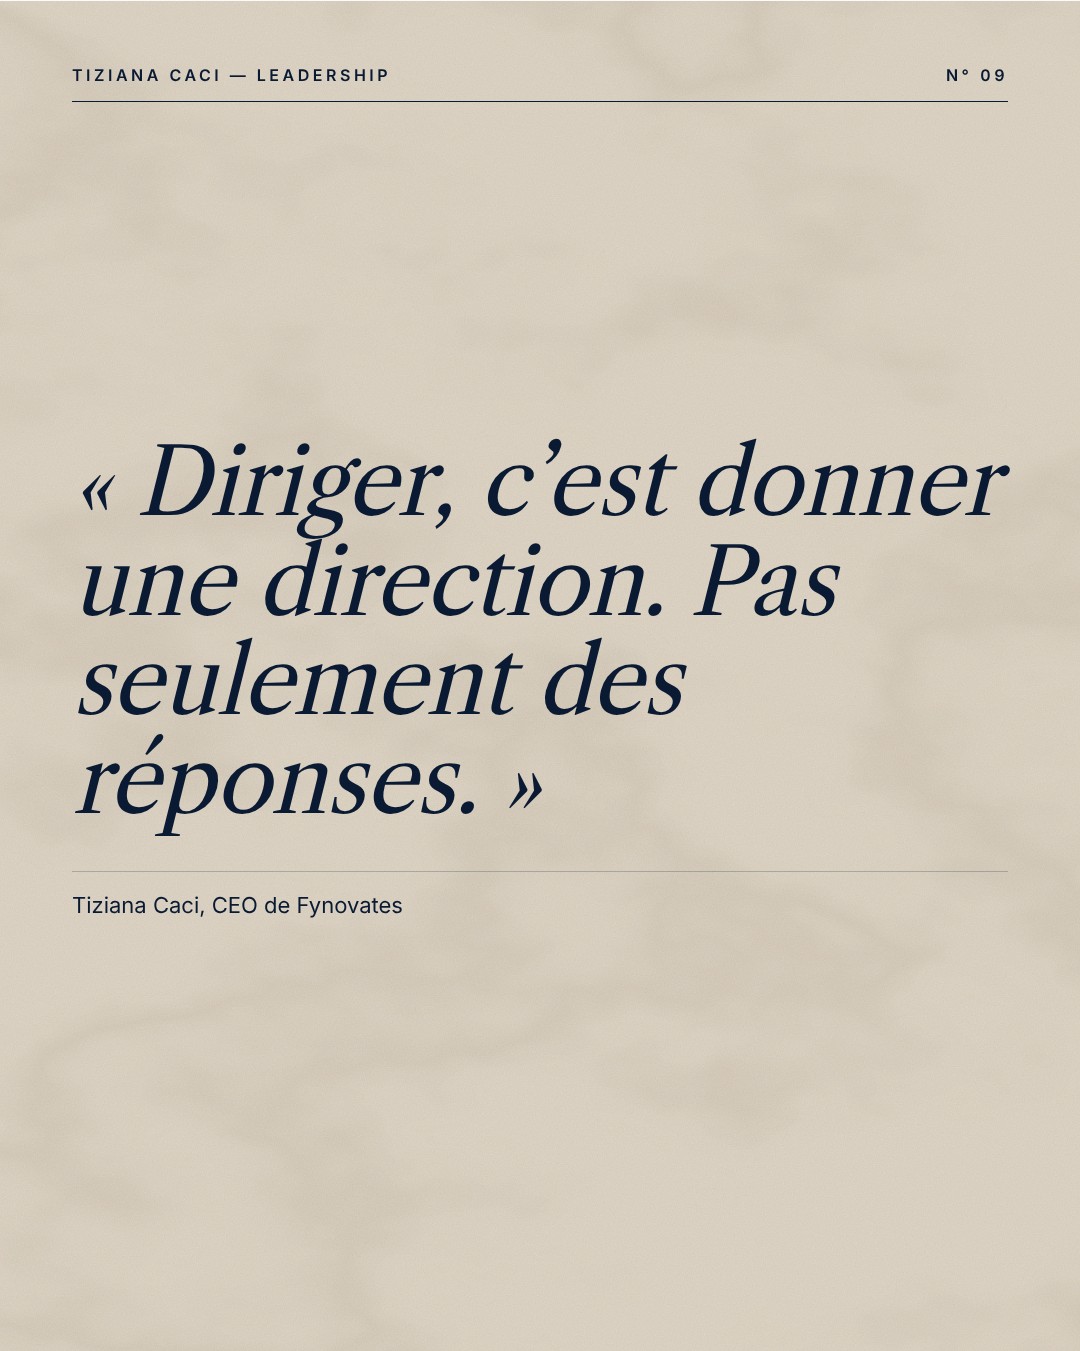 TIZIANA CACI — LEADERSHIP
N° 09
« Diriger, c’est donner
une direction. Pas
seulement des
réponses. »
Tiziana Caci, CEO de Fynovates